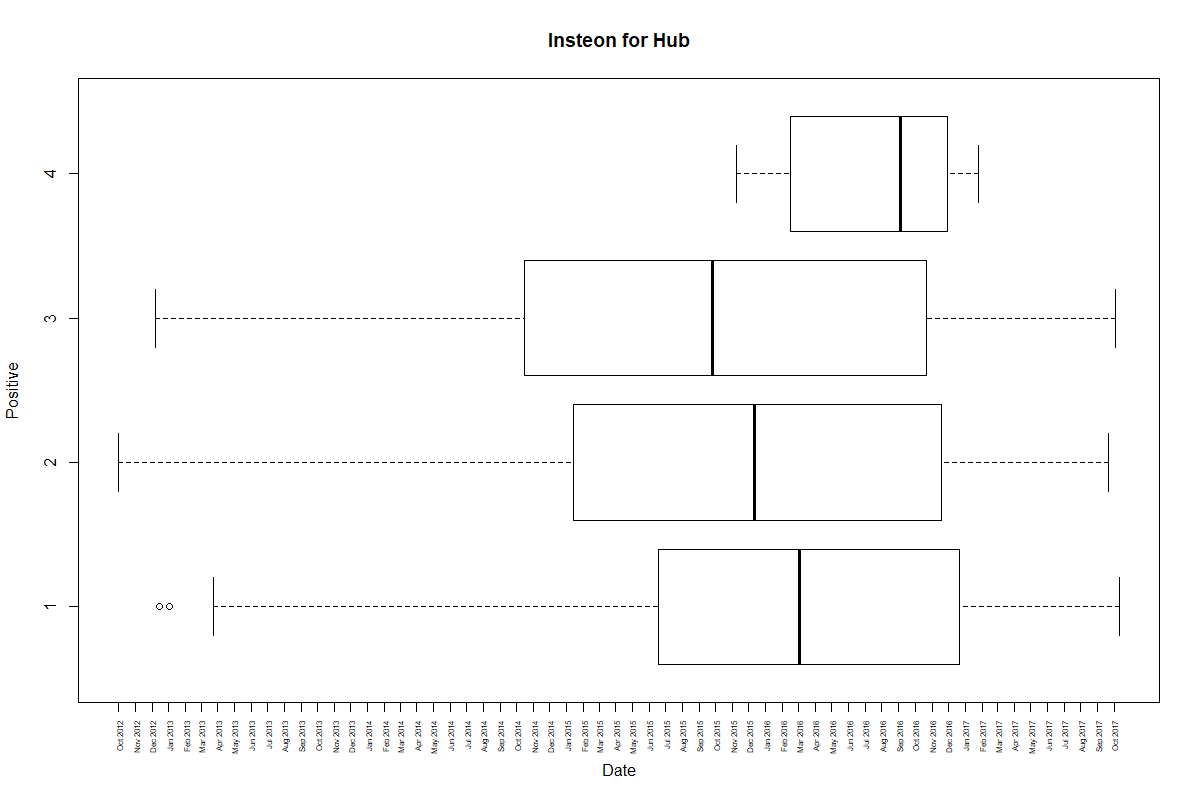 Insteon for Hub
Positive
4
3
2
1
Oct 2012
Nov 2012
Dec 2012
Jan 2013
Feb 2013
Mar 2013
Apr 2013
May 2013
Jun 2013
Jul 2013
Aug 2013
Sep 2013
Oct 2013
Nov 2013
Dec 2013
Jan 2014
Feb 2014
Mar 2014
Apr 2014
May 2014
Jun 2014
Jul 2014
Aug 2014
Sep 2014
Oct 2014
Nov 2014
Dec 2014
Jan 2015
Feb 2015
Mar 2015
Apr 2015
May 2015
Jun 2015
Jul 2015
Aug 2015
Sep 2015
Oct 2015
Nov 2015
Dec 2015
Jan 2016
Feb 2016
Mar 2016
Apr 2016
May 2016
Jun 2016
Jul 2016
Aug 2016
Sep 2016
Oct 2016
Nov 2016
Dec 2016
Jan 2017
Feb 2017
Mar 2017
Apr 2017
May 2017
Jun 2017
Jul 2017
Aug 2017
Sep 2017
Oct 2017
Date